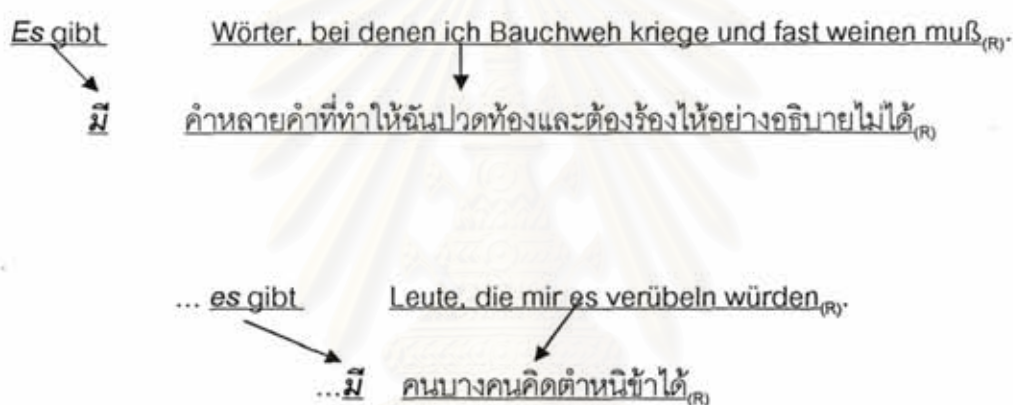 Es gibt Wörter, bei denen ich Bauchweh kriege und fast weinen muß(R).
มี คำหลายคำที่ทำให้ฉันปวดท้องและต้องร้องไห้อย่างอธิบายไม่ได้(R)
... es gibt Leute, die mir es verübeln würden(R).
...มี คนบางคนคิดตำหนิข้าได้(R)